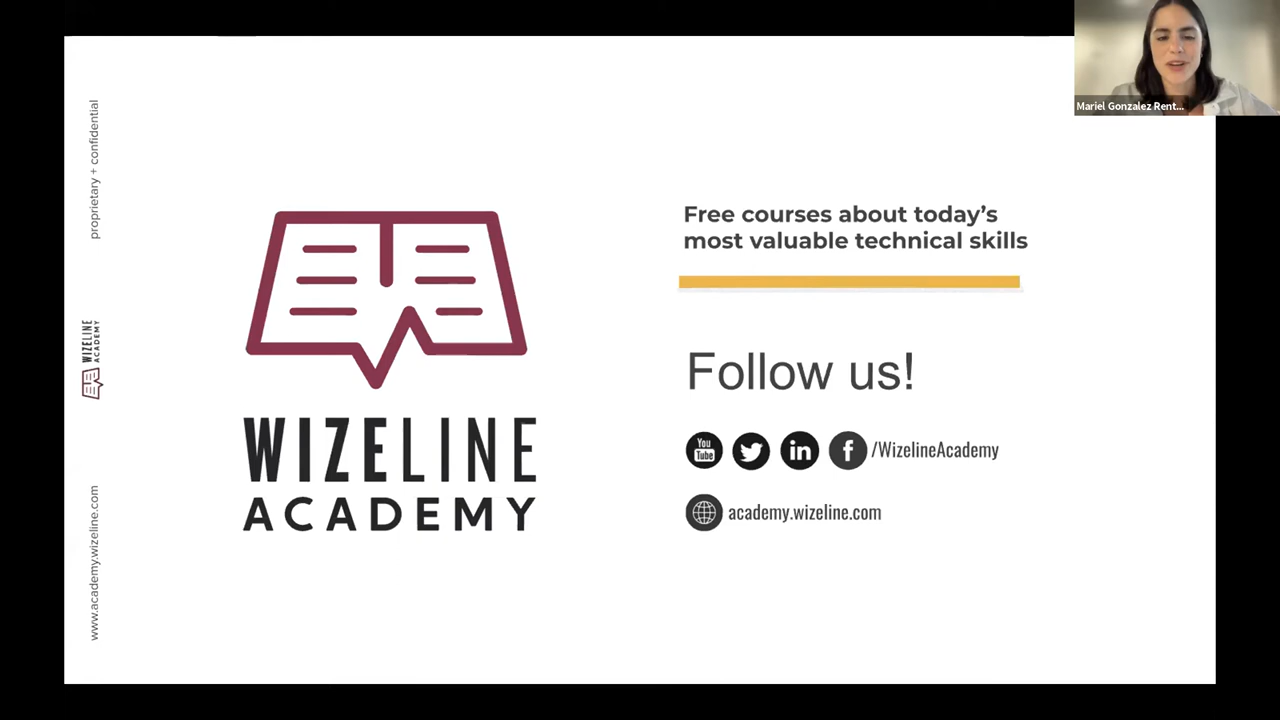 proprietary + confidential
WIZELINE
ACADEMY
www.academy.wizeline.com
WIZELINE
ACADEMY
Free courses about today’s
most valuable technical skills
Follow us!
You
Tube
in
f
/WizelineAcademy
academy.wizeline.com
Mariel Gonzalez Rent...